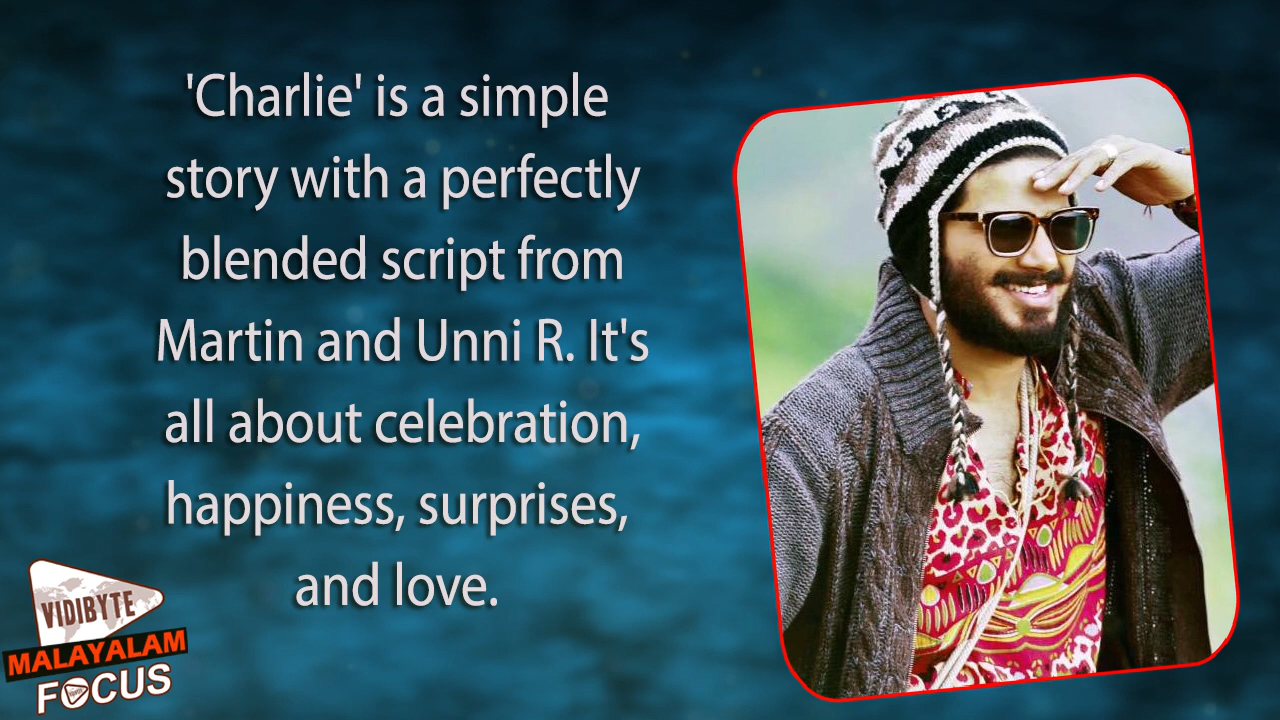 'Charlie' is a simple
story with a perfectly
blended script from
Martin and Unni R. It's
all about celebration,
happiness, surprises,
and love.
VIDIBYTE
MALAYALAM
FOCUS